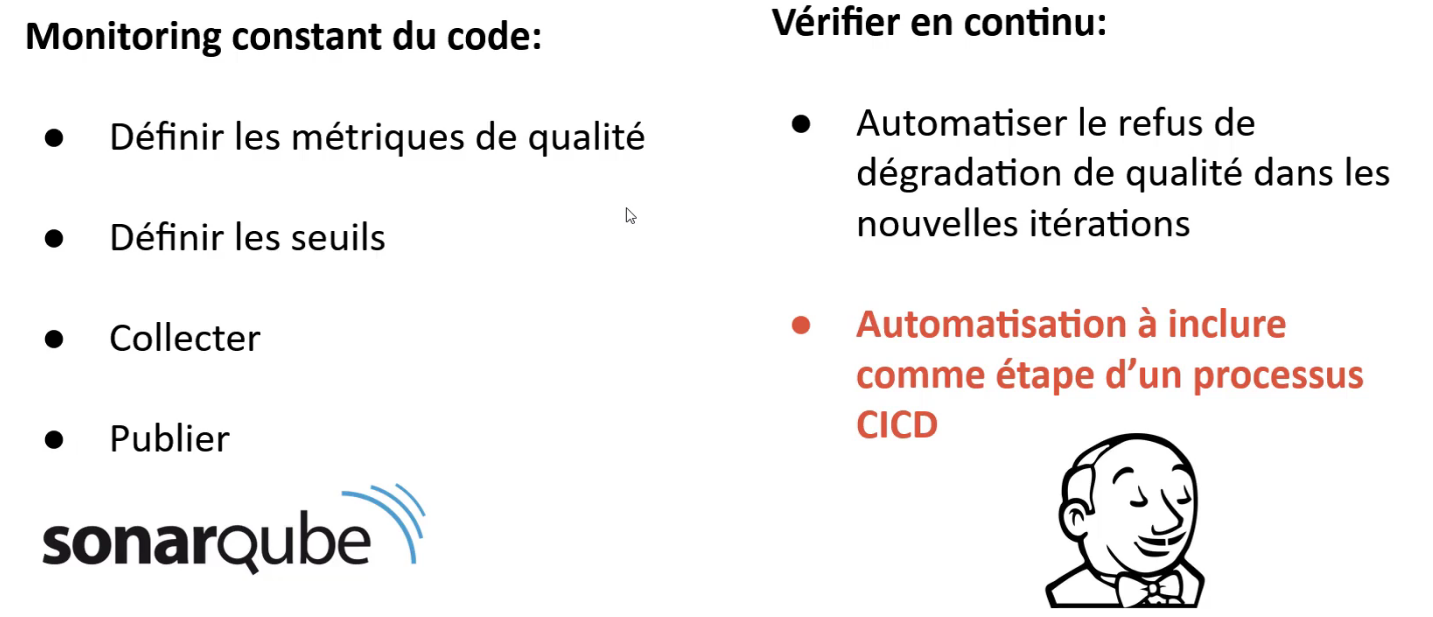 Monitoring constant du code:
● Définir les métriques de qualité
● Définir les seuils
● Collecter
● Publier
sonarqube
Vérifier en continu:
● Automatiser le refus de
dégradation de qualité dans les
nouvelles itérations
● Automatisation à inclure
comme étape d’un processus
CICD